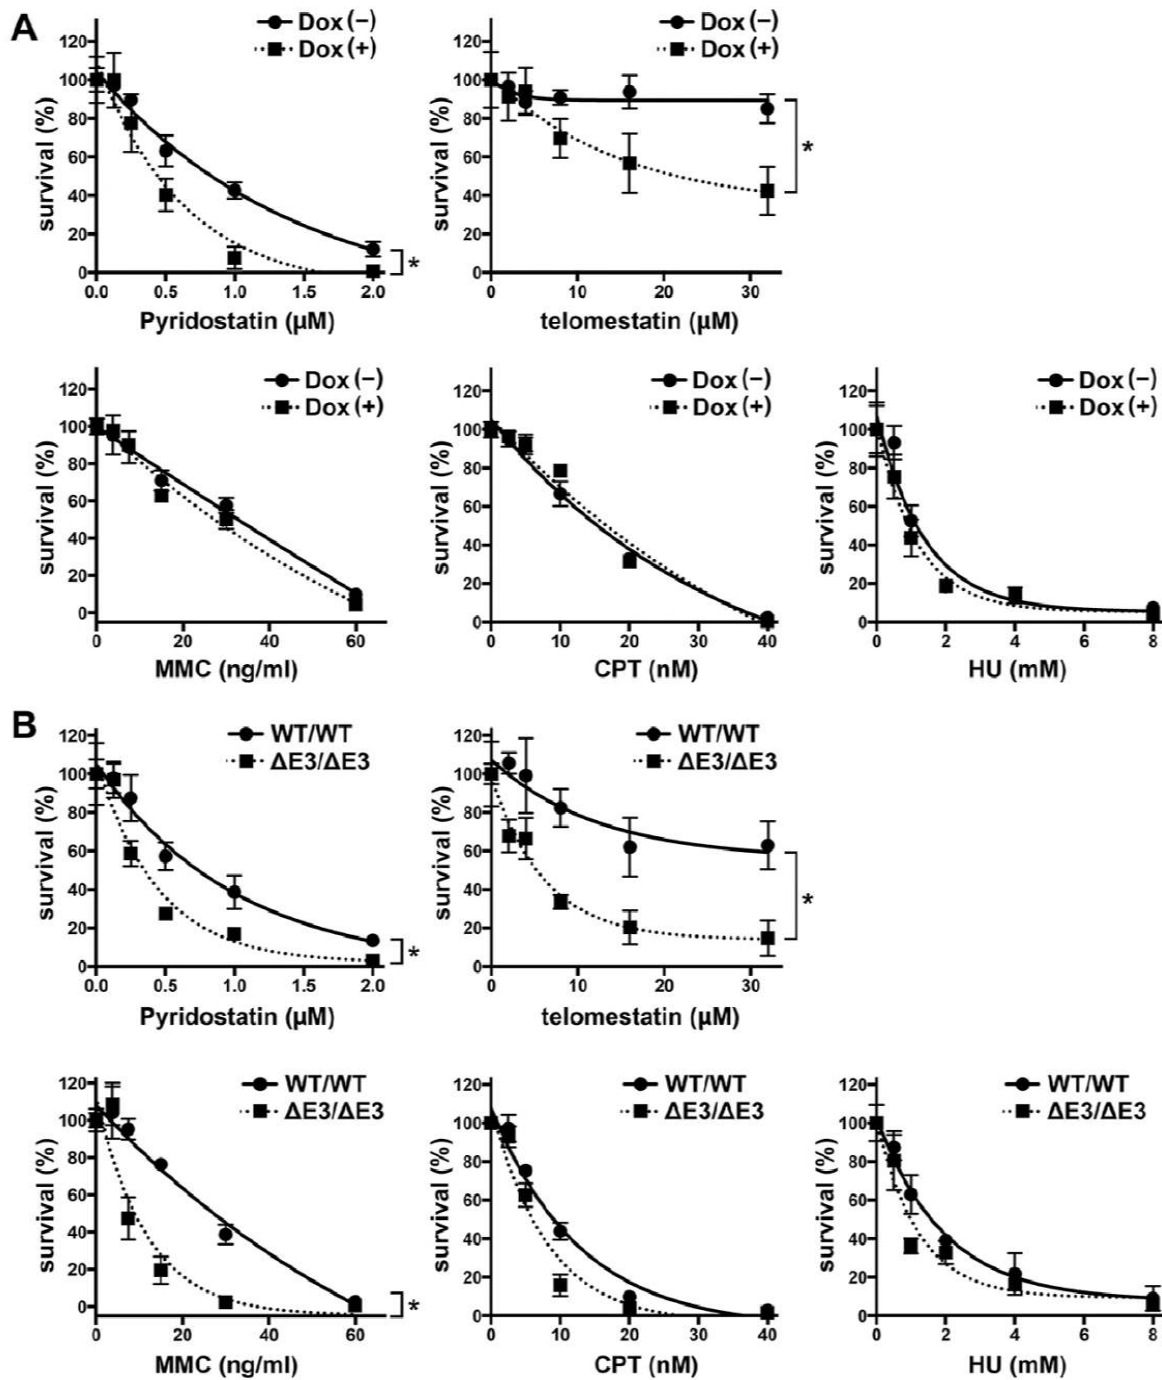 A
Dox (−)
Dox (+)
120
100
80
60
40
20
0
survival (%)
0.0 0.5 1.0 1.5 2.0
Pyridostatin (μM)
*
Dox (−)
Dox (+)
120
100
80
60
40
20
0
survival (%)
0 10 20 30
telomestatin (μM)
*
Dox (−)
Dox (+)
120
100
80
60
40
20
0
survival (%)
0 20 40 60
MMC (ng/ml)
Dox (−)
Dox (+)
120
100
80
60
40
20
0
survival (%)
0 10 20 30 40
CPT (nM)
Dox (−)
Dox (+)
120
100
80
60
40
20
0
survival (%)
0 2 4 6 8
HU (mM)
B
WT/WT
ΔE3/ΔE3
120
100
80
60
40
20
0
survival (%)
0.0 0.5 1.0 1.5 2.0
Pyridostatin (μM)
*
WT/WT
ΔE3/ΔE3
120
100
80
60
40
20
0
survival (%)
0 10 20 30
telomestatin (μM)
*
WT/WT
ΔE3/ΔE3
120
100
80
60
40
20
0
survival (%)
0 20 40 60
MMC (ng/ml)
*
WT/WT
ΔE3/ΔE3
120
100
80
60
40
20
0
survival (%)
0 10 20 30 40
CPT (nM)
WT/WT
ΔE3/ΔE3
120
100
80
60
40
20
0
survival (%)
0 2 4 6 8
HU (mM)